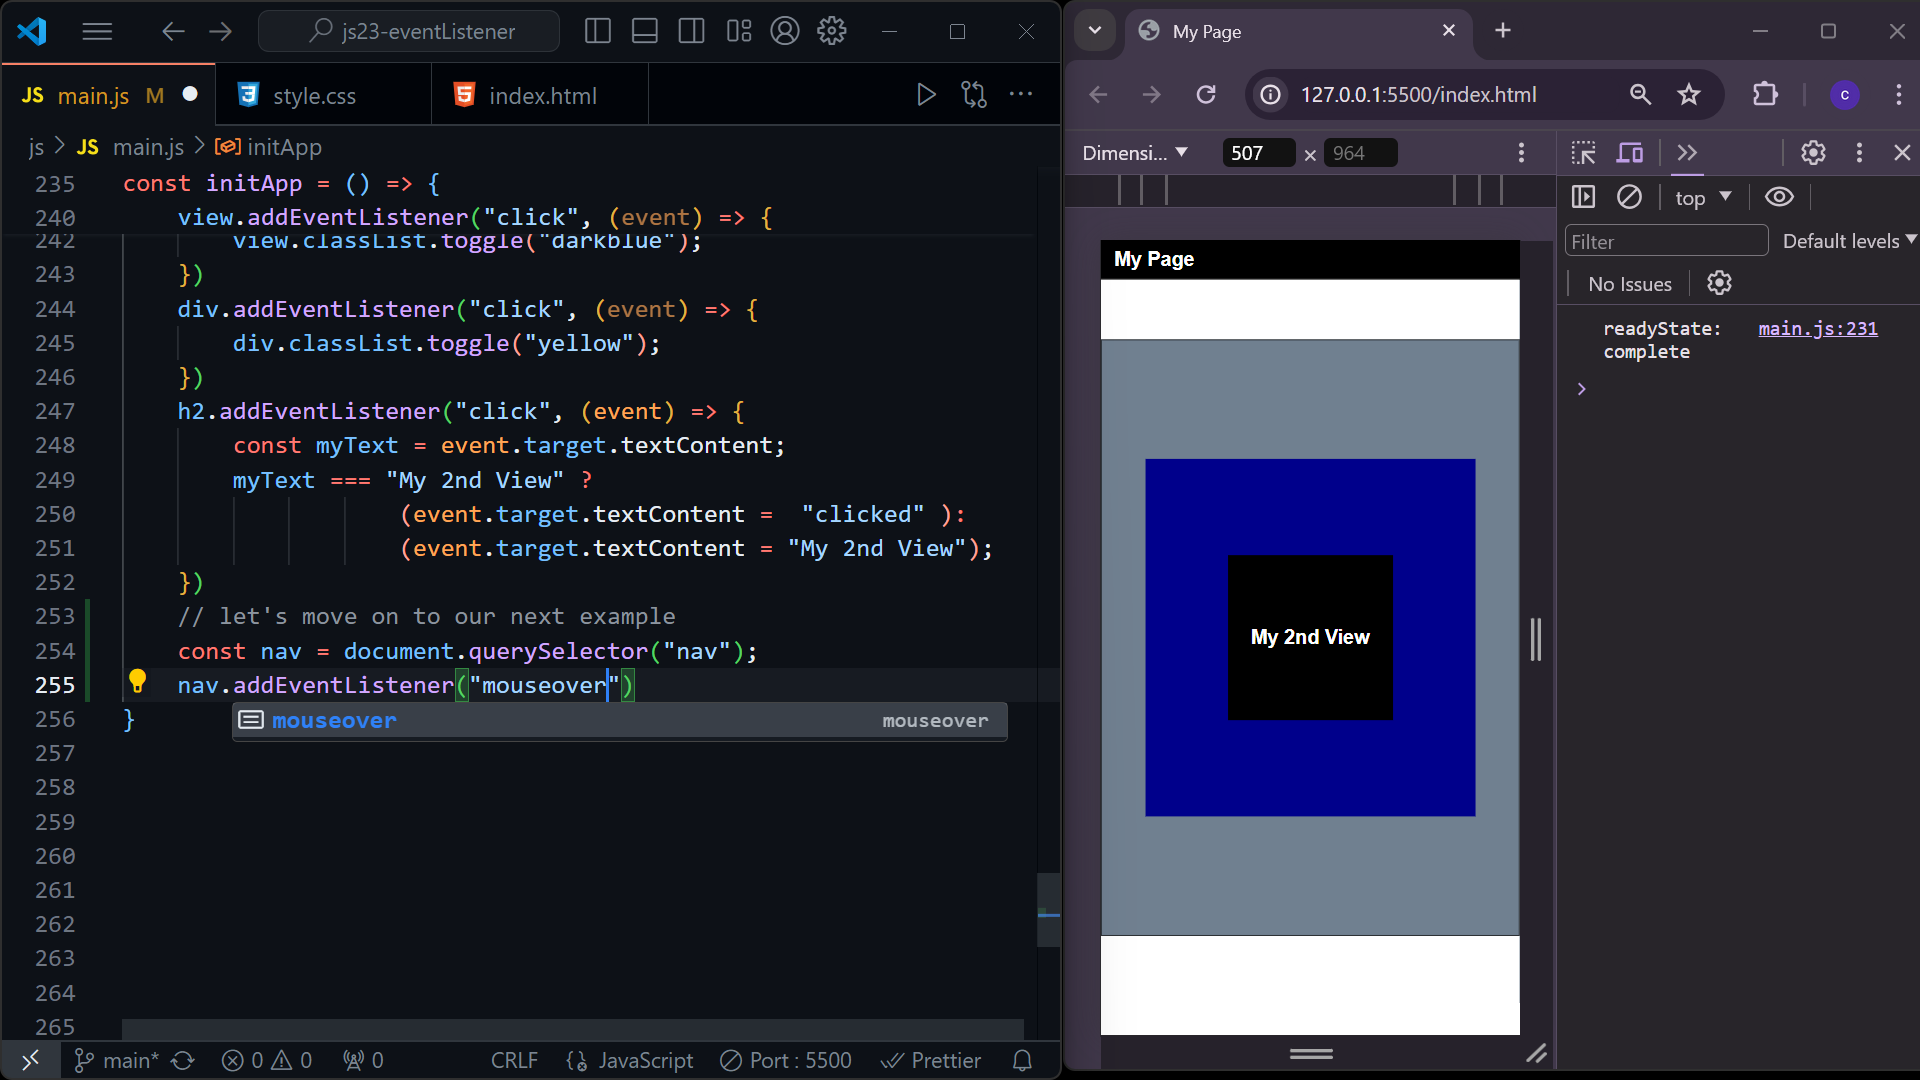 js23-eventListener
JS main.js M
style.css
index.html
js > JS main.js > initApp
235 const initApp = () => {
240 view.addEventListener("click", (event) => {
242 view.classList.toggle("darkblue");
243 })
244 div.addEventListener("click", (event) => {
245 div.classList.toggle("yellow");
246 })
247 h2.addEventListener("click", (event) => {
248 const myText = event.target.textContent;
249 myText === "My 2nd View" ?
250 (event.target.textContent =  "clicked" ):
251 (event.target.textContent = "My 2nd View");
252 })
253 // let's move on to our next example
254 const nav = document.querySelector("nav");
255 nav.addEventListener("mouseover")
256 }
mouseover mouseover
257
258
259
260
261
262
263
264
265
main* 0 0 0 CRLF JavaScript Port : 5500 Prettier
My Page
127.0.0.1:5500/index.html
c
Dimensi... 507 × 964
My Page
My 2nd View
top
Filter
Default levels
No Issues
readyState: main.js:231
complete